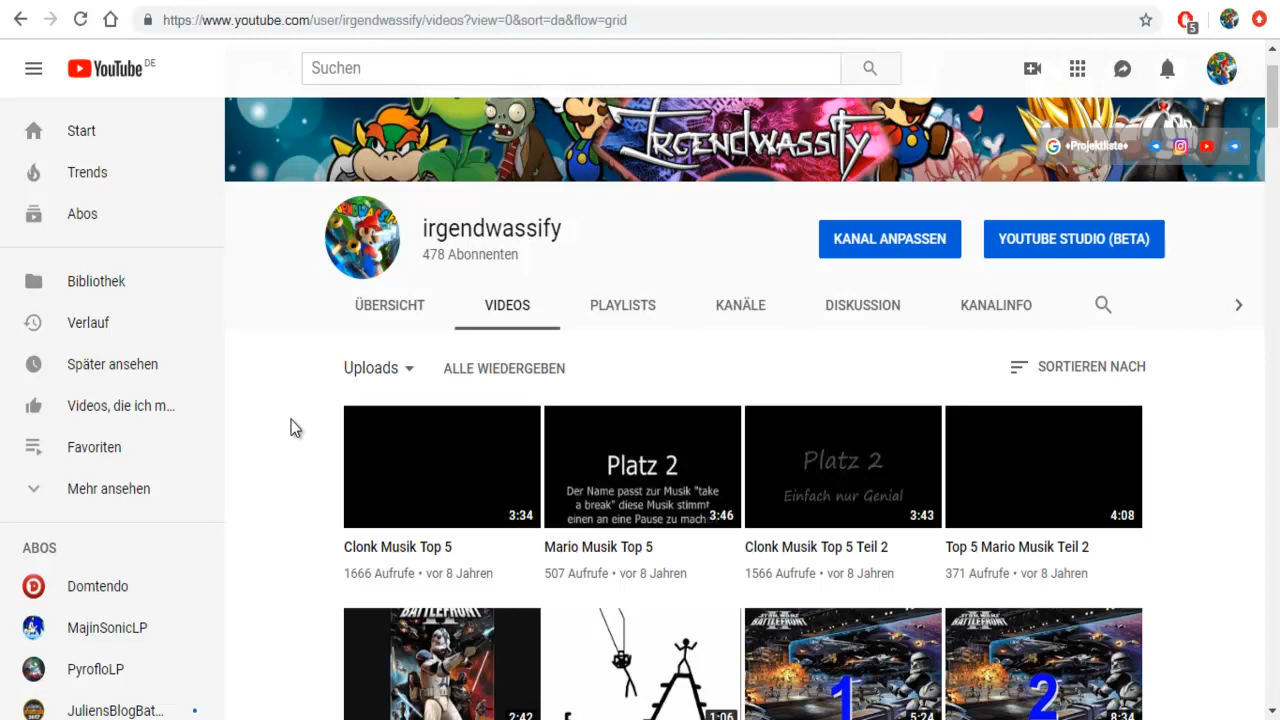 https://www.youtube.com/user/irgendwassify/videos?view=0&sort=da&flow=grid
5
YouTube DE
Suchen
IRGENDWASSIFY
♦Projektliste♦
Start
Trends
Abos
Bibliothek
Verlauf
Später ansehen
Videos, die ich m...
Favoriten
Mehr ansehen
ABOS
Domtendo
MajinSonicLP
PyrofloLP
JuliensBlogBat...
irgendwassify
478 Abonnenten
KANAL ANPASSEN
YOUTUBE STUDIO (BETA)
ÜBERSICHT
VIDEOS
PLAYLISTS
KANÄLE
DISKUSSION
KANALINFO
Uploads
ALLE WIEDERGEBEN
SORTIEREN NACH
3:34
Clonk Musik Top 5
1666 Aufrufe • vor 8 Jahren
Platz 2
Der Name passt zur Musik "take
a break" diese Musik stimmt
einen an eine Pause zu mach
3:46
Mario Musik Top 5
507 Aufrufe • vor 8 Jahren
Platz 2
Einfach nur Genial
3:43
Clonk Musik Top 5 Teil 2
1566 Aufrufe • vor 8 Jahren
4:08
Top 5 Mario Musik Teil 2
371 Aufrufe • vor 8 Jahren
BATTLEFRONT
II
2:42
1:06
BATTLEFRONT
1
5:24
BATTLEFRONT
2
8:34